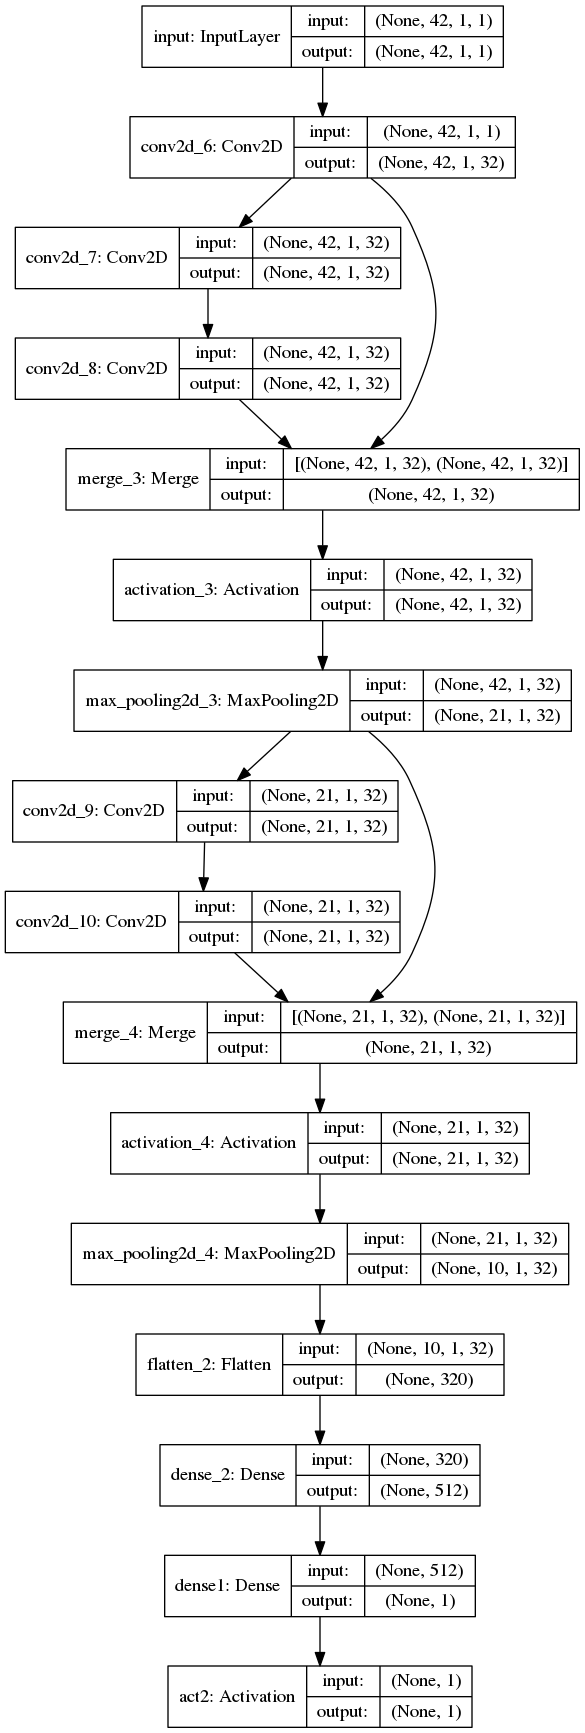 input: InputLayer
input:
(None, 42, 1, 1)
output:
(None, 42, 1, 1)
conv2d_6: Conv2D
input:
(None, 42, 1, 1)
output:
(None, 42, 1, 32)
conv2d_7: Conv2D
input:
(None, 42, 1, 32)
output:
(None, 42, 1, 32)
conv2d_8: Conv2D
input:
(None, 42, 1, 32)
output:
(None, 42, 1, 32)
merge_3: Merge
input:
[(None, 42, 1, 32), (None, 42, 1, 32)]
output:
(None, 42, 1, 32)
activation_3: Activation
input:
(None, 42, 1, 32)
output:
(None, 42, 1, 32)
max_pooling2d_3: MaxPooling2D
input:
(None, 42, 1, 32)
output:
(None, 21, 1, 32)
conv2d_9: Conv2D
input:
(None, 21, 1, 32)
output:
(None, 21, 1, 32)
conv2d_10: Conv2D
input:
(None, 21, 1, 32)
output:
(None, 21, 1, 32)
merge_4: Merge
input:
[(None, 21, 1, 32), (None, 21, 1, 32)]
output:
(None, 21, 1, 32)
activation_4: Activation
input:
(None, 21, 1, 32)
output:
(None, 21, 1, 32)
max_pooling2d_4: MaxPooling2D
input:
(None, 21, 1, 32)
output:
(None, 10, 1, 32)
flatten_2: Flatten
input:
(None, 10, 1, 32)
output:
(None, 320)
dense_2: Dense
input:
(None, 320)
output:
(None, 512)
dense1: Dense
input:
(None, 512)
output:
(None, 1)
act2: Activation
input:
(None, 1)
output:
(None, 1)